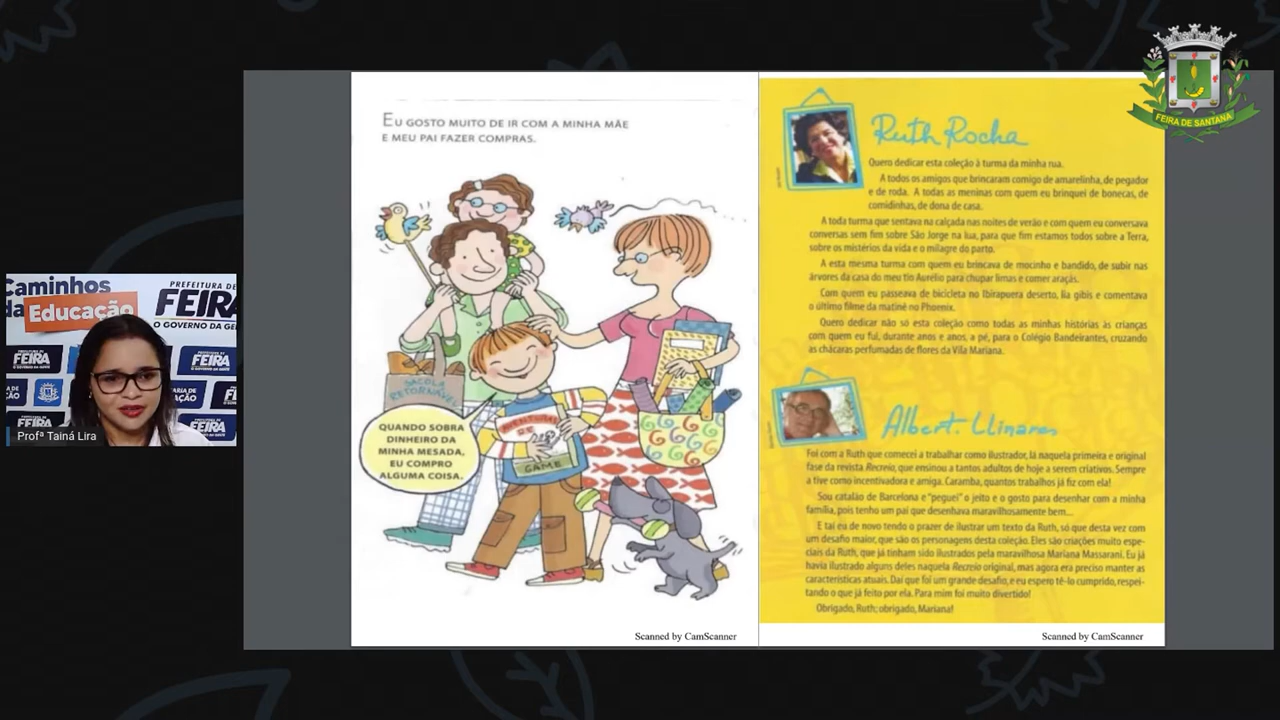 EU GOSTO MUITO DE IR COM A MINHA MÃE
E MEU PAI FAZER COMPRAS.
SACOLA
RETORNÁVEL
QUANDO SOBRA
DINHEIRO DA
MINHA MESADA,
EU COMPRO
ALGUMA COISA.
AVENTURAS
DE
GAME
Scanned by CamScanner
Ruth Rocha
Quero dedicar esta coleção à turma da minha rua.
A todos os amigos que brincaram comigo de amarelinha, de pegador
e de roda. A todas as meninas com quem eu brinquei de bonecas, de
comidinhas, de dona de casa.
A toda turma que sentava na calçada nas noites de verão e com quem eu conversava
conversas sem fim sobre São Jorge na lua, para que fim estamos todos sobre a Terra,
sobre os mistérios da vida e o milagre do parto.
A esta mesma turma com quem eu brincava de mocinho e bandido, de subir nas
árvores da casa do meu tio Aurélio para chupar limas e comer araçás.
Com quem eu passeava de bicicleta no Ibirapuera deserto, lia gibis e comentava
o último filme da matinê no Phoenix.
Quero dedicar não só esta coleção como todas as minhas histórias às crianças
com quem eu fui, durante anos e anos, a pé, para o Colégio Bandeirantes, cruzando
as chácaras perfumadas de flores da Vila Mariana.
Albert Llinares
Foi com a Ruth que comecei a trabalhar como ilustrador, lá naquela primeira e original
fase da revista Recreio, que ensinou a tantos adultos de hoje a serem criativos. Sempre
a tive como incentivadora e amiga. Caramba, quantos trabalhos já fiz com ela!
Sou catalão de Barcelona e "peguei" o jeito e o gosto para desenhar com a minha
família, pois tenho um pai que desenhava maravilhosamente bem...
E tai eu de novo tendo o prazer de ilustrar um texto da Ruth, só que desta vez com
um desafio maior, que são os personagens desta coleção. Eles são criações muito espe-
ciais da Ruth, que já tinham sido ilustrados pela maravilhosa Mariana Massarani. Eu já
havia ilustrado alguns deles naquela Recreio original, mas agora era preciso manter as
características atuais. Daí que foi um grande desafio, e eu espero tê-lo cumprido, respei-
tando o que já feito por ela. Para mim foi muito divertido!
Obrigado, Ruth; obrigado, Mariana!
Scanned by CamScanner
FEIRA DE SANTANA
Caminhos
da Educação
PREFEITURA DE
FEIRA
O GOVERNO DA
FEIRA
FEIRA
FEIRA
FEIRA
Profª Tainá Lira